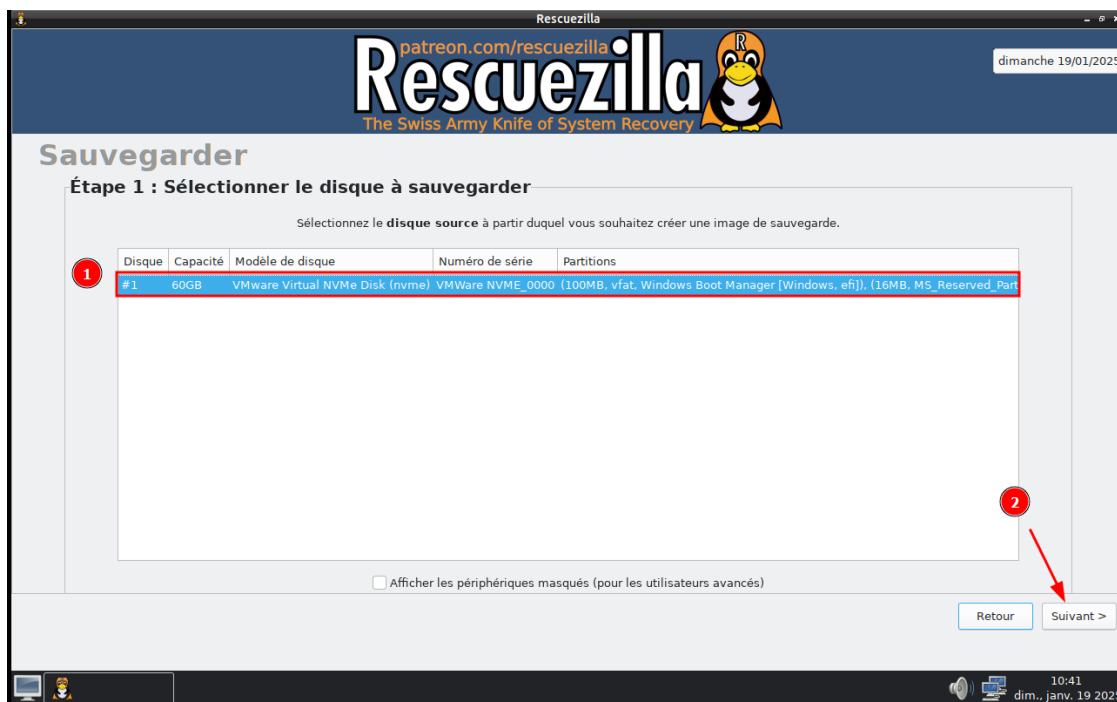 Rescuezilla
patreon.com/rescuezilla
Rescuezilla
R
The Swiss Army Knife of System Recovery
dimanche 19/01/2025
Sauvegarder
Étape 1 : Sélectionner le disque à sauvegarder
Sélectionnez le disque source à partir duquel vous souhaitez créer une image de sauvegarde.
Disque Capacité Modèle de disque Numéro de série Partitions
1
#1 60GB VMware Virtual NVMe Disk (nvme) VMWare NVME_0000 (100MB, vfat, Windows Boot Manager [Windows, efi]), (16MB, MS_Reserved_Part
2
Afficher les périphériques masqués (pour les utilisateurs avancés)
Retour Suivant >
10:41
dim., janv. 19 2025